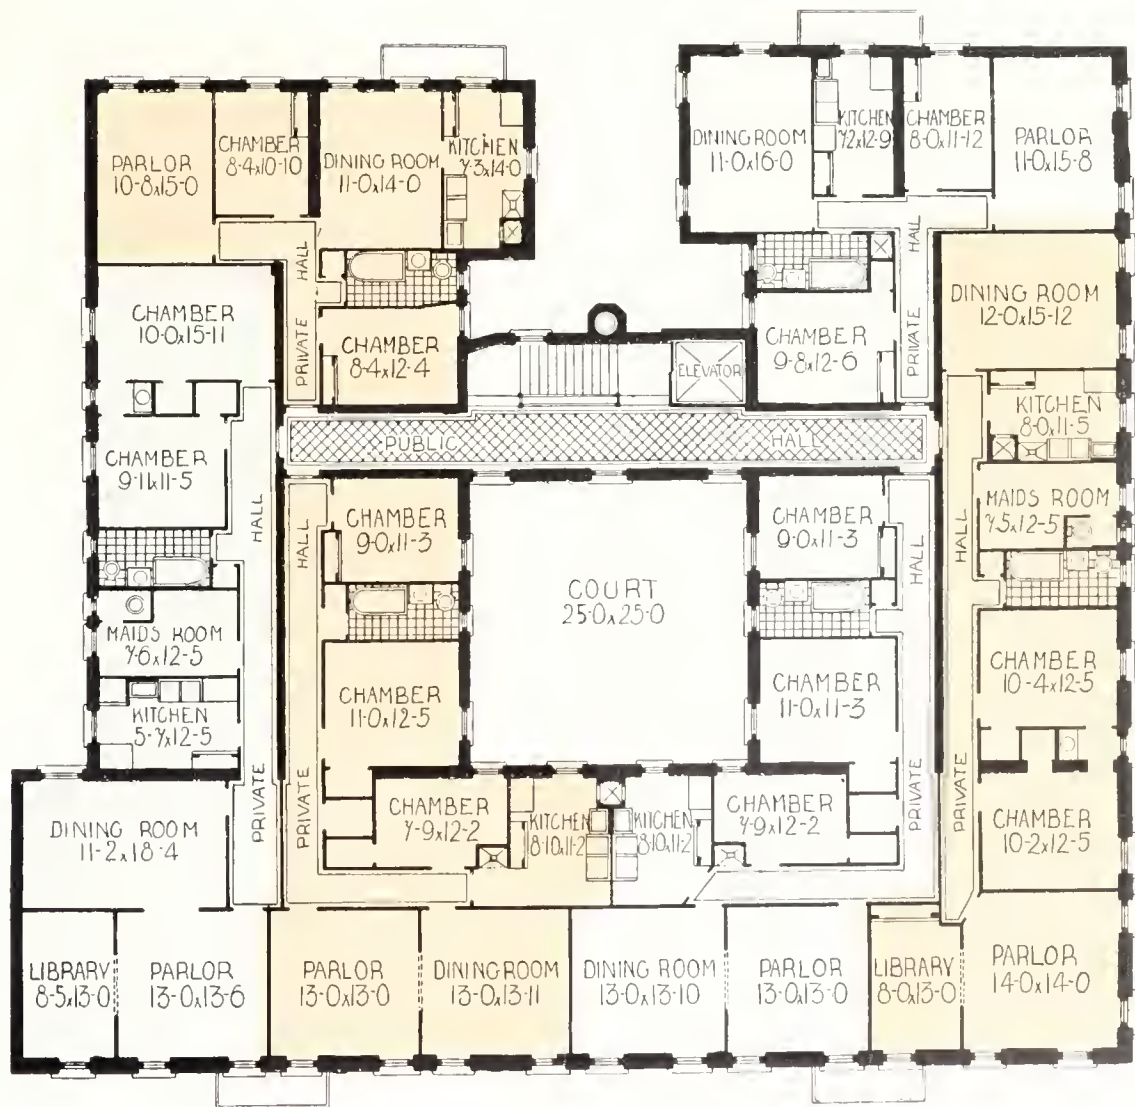 PARLOR
10-8x15-0
CHAMBER
8-4x10-10
DINING ROOM
11-0x14-0
KITCHEN
7-3x14-0
DINING ROOM
11-0x16-0
KITCHEN
7-2x12-9
CHAMBER
8-0x11-12
PARLOR
11-0x15-8
PRIVATE HALL
PRIVATE HALL
CHAMBER
10-0x15-11
CHAMBER
8-4x12-4
ELEVATOR
CHAMBER
9-8x12-6
DINING ROOM
12-0x15-12
PUBLIC HALL
KITCHEN
8-0x11-5
CHAMBER
9-11x11-5
MAIDS ROOM
7-5x12-5
PRIVATE HALL
PRIVATE HALL
CHAMBER
9-0x11-3
COURT
25-0x25-0
CHAMBER
9-0x11-3
PRIVATE HALL
PRIVATE HALL
MAIDS ROOM
7-6x12-5
KITCHEN
5-7x12-5
CHAMBER
11-0x12-5
CHAMBER
11-0x11-3
CHAMBER
10-4x12-5
DINING ROOM
11-2x18-4
CHAMBER
7-9x12-2
KITCHEN
8-10x11-2
KITCHEN
8-10x11-2
CHAMBER
7-9x12-2
CHAMBER
10-2x12-5
LIBRARY
8-5x13-0
PARLOR
13-0x13-6
PARLOR
13-0x13-0
DINING ROOM
13-0x13-11
DINING ROOM
13-0x13-10
PARLOR
13-0x13-0
LIBRARY
8-0x13-0
PARLOR
14-0x14-0